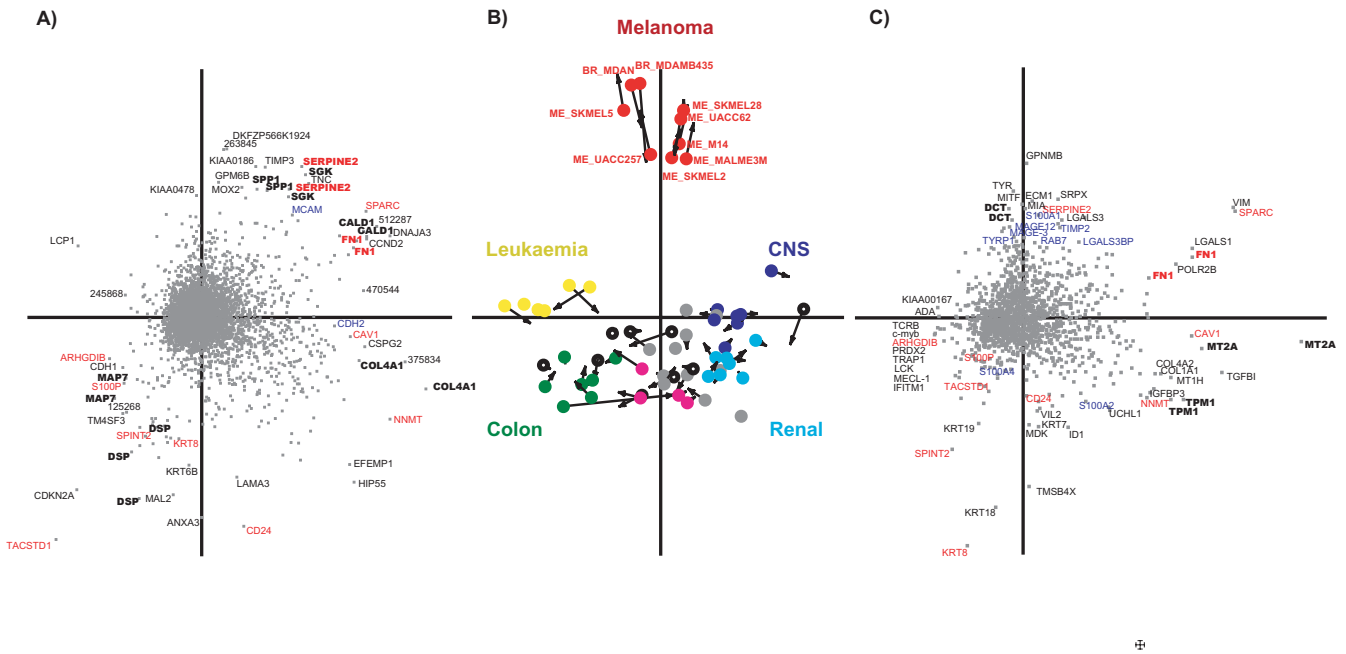 A)
DKFZP566K1924
263845
KIAA0186
TIMP3
SERPINE2
GPM6B
SPP1
SGK
TNC
KIAA0478
MOX2
SPP1
SERPINE2
SGK
MCAM
SPARC
CALD1
512287
CALD1
DNAJA3
LCP1
FN1
CCND2
FN1
245868
470544
CDH2
CAV1
CSPG2
ARHGDIB
CDH1
375834
COL4A1
MAP7
S100P
COL4A1
MAP7
125268
TM4SF3
NNMT
DSP
SPINT2
KRT8
DSP
KRT6B
EFEMP1
LAMA3
HIP55
CDKN2A
DSP
MAL2
ANXA3
CD24
TACSTD1
B)
Melanoma
BR_MDAN
BR_MDAMB435
ME_SKMEL5
ME_SKMEL28
ME_UACC62
ME_M14
ME_UACC257
ME_MALME3M
ME_SKMEL2
Leukaemia
CNS
Colon
Renal
C)
GPNMB
TYR
MITF
ECM1
SRPX
DCT
MIA
SERPINE2
VIM
SPARC
DCT
S100A1
LGALS3
MAGE12
TIMP2
MAGE-3
TYRP1
RAB7
LGALS3BP
LGALS1
FN1
POLR2B
FN1
KIAA00167
ADA
TCRB
c-myb
ARHGDIB
PRDX2
TRAP1
LCK
MECL-1
IFITM1
S100P
S100A4
TACSTD1
CAV1
MT2A
MT2A
COL4A2
COL1A1
TGFBI
MT1H
IGFBP3
CD24
S100A2
NNMT
TPM1
TPM1
VIL2
UCHL1
KRT7
KRT19
MDK
ID1
SPINT2
TMSB4X
KRT18
KRT8